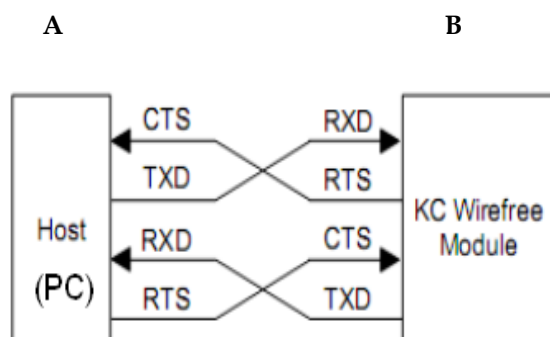 A B
CTS RXD
TXD RTS
Host
(PC)
KC Wirefree
Module
RXD CTS
RTS TXD